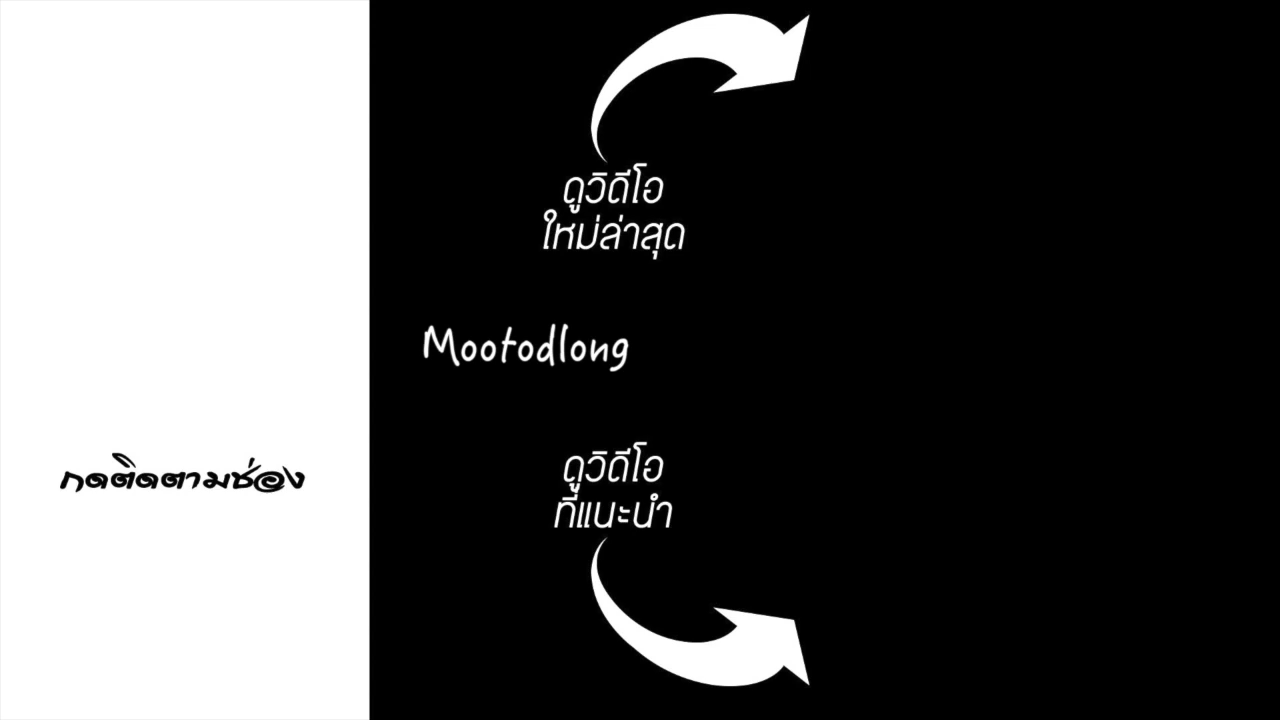 ดูวิดีโอ
ใหม่ล่าสุด
Mootodlong
กดติดตามช่อง
ดูวิดีโอ
ที่แนะนำ